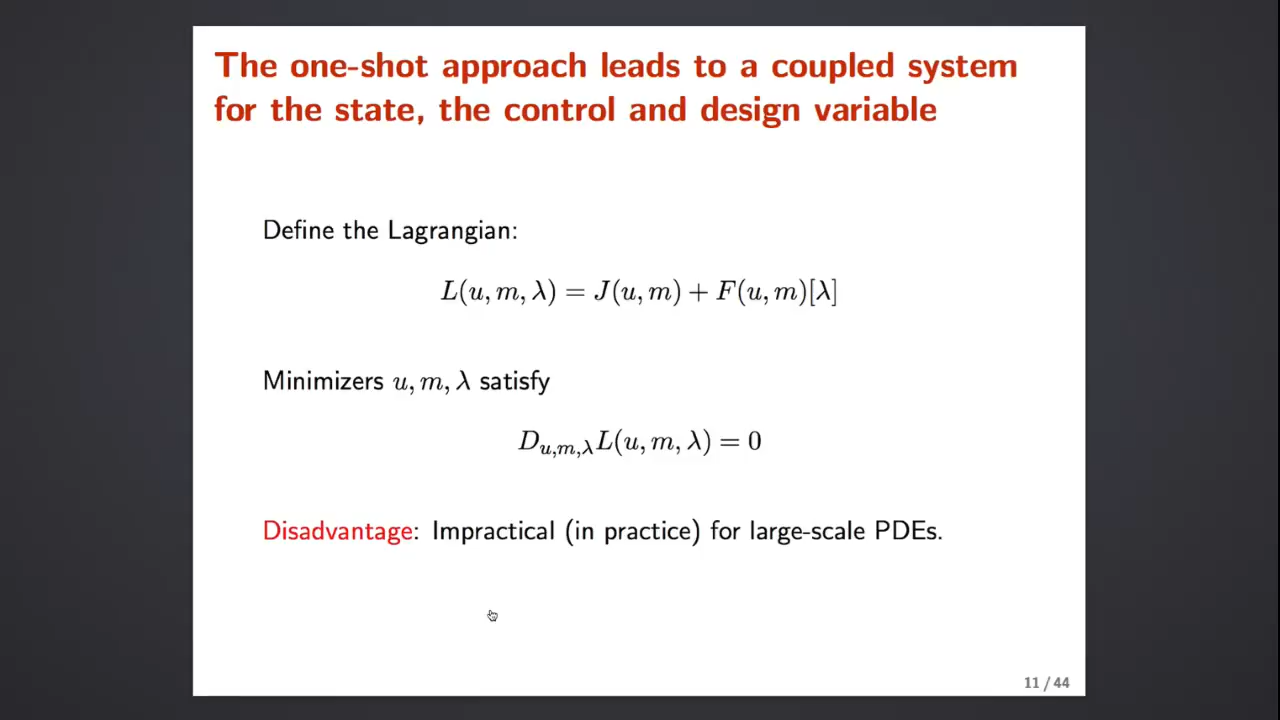 The one-shot approach leads to a coupled system
for the state, the control and design variable
Define the Lagrangian:
L(u, m, λ) = J(u, m) + F(u, m)[λ]
Minimizers u, m, λ satisfy
D_{u,m,λ}L(u, m, λ) = 0
Disadvantage: Impractical (in practice) for large-scale PDEs.
11 / 44